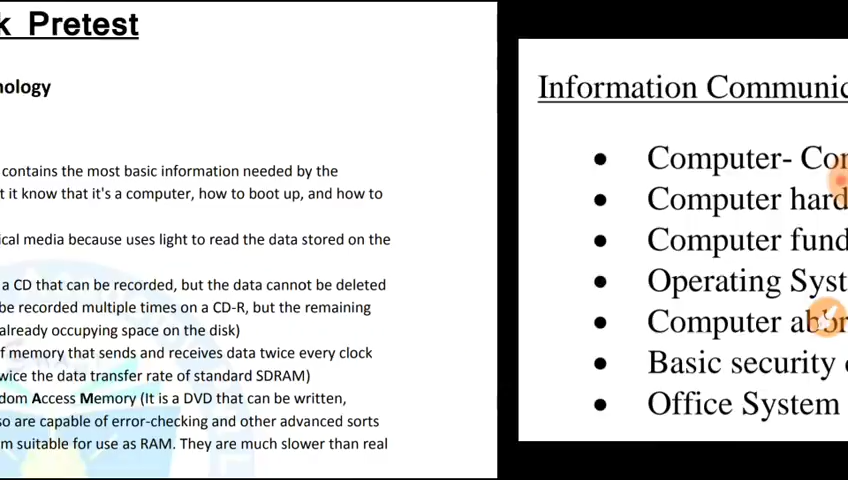 k Pretest
nology
contains the most basic information needed by the
t it know that it's a computer, how to boot up, and how to
ical media because uses light to read the data stored on the
a CD that can be recorded, but the data cannot be deleted
be recorded multiple times on a CD-R, but the remaining
already occupying space on the disk)
f memory that sends and receives data twice every clock
wice the data transfer rate of standard SDRAM)
dom Access Memory (It is a DVD that can be written,
so are capable of error-checking and other advanced sorts
m suitable for use as RAM. They are much slower than real
Information Communic
• Computer- Con
• Computer hard
• Computer fund
• Operating Syst
• Computer abbr
• Basic security
• Office System